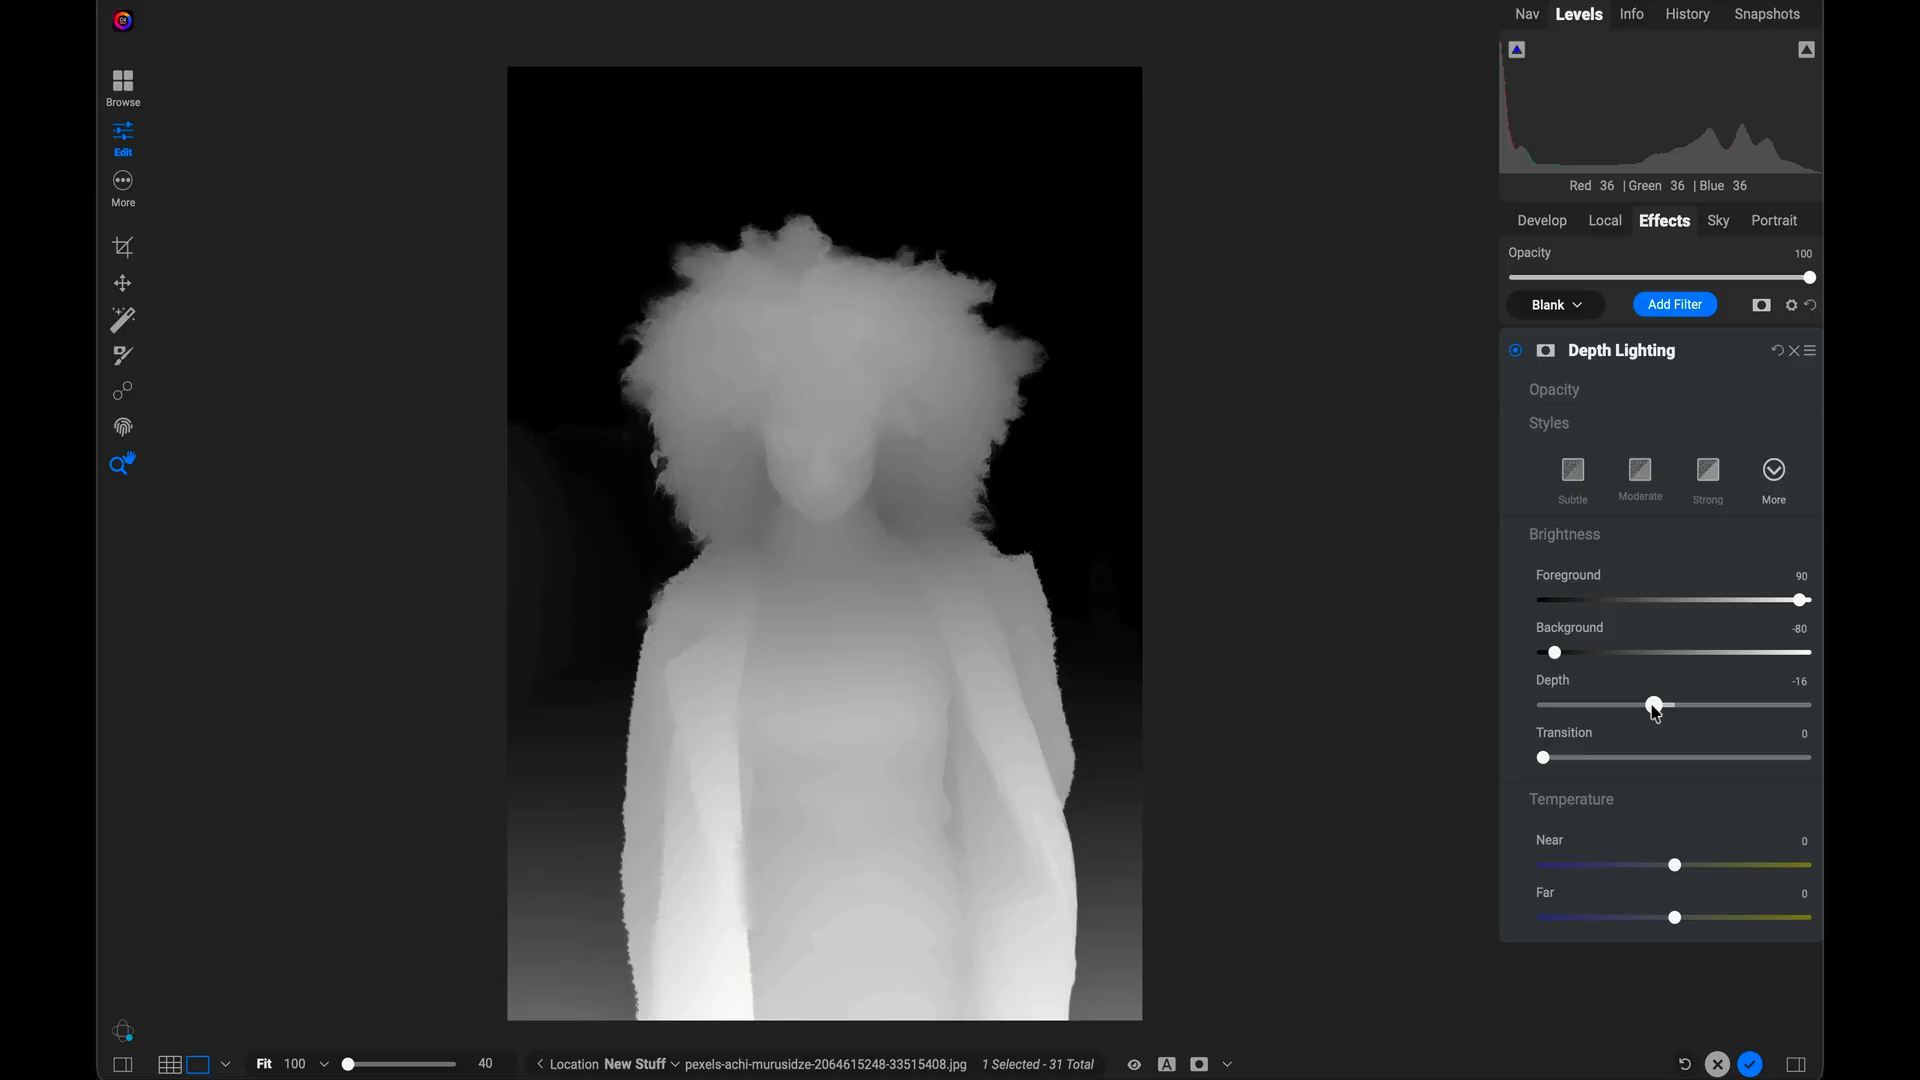 Nav Levels Info History Snapshots
Browse
Edit
More
Red 36 | Green 36 | Blue 36
Develop Local Effects Sky Portrait
Opacity 100
Blank Add Filter
Depth Lighting
Opacity
Styles
Subtle Moderate Strong More
Brightness
Foreground 90
Background -80
Depth -16
Transition 0
Temperature
Near 0
Far 0
Fit 100 40 Location New Stuff pexels-achi-murusidze-2064615248-33515408.jpg 1 Selected - 31 Total A